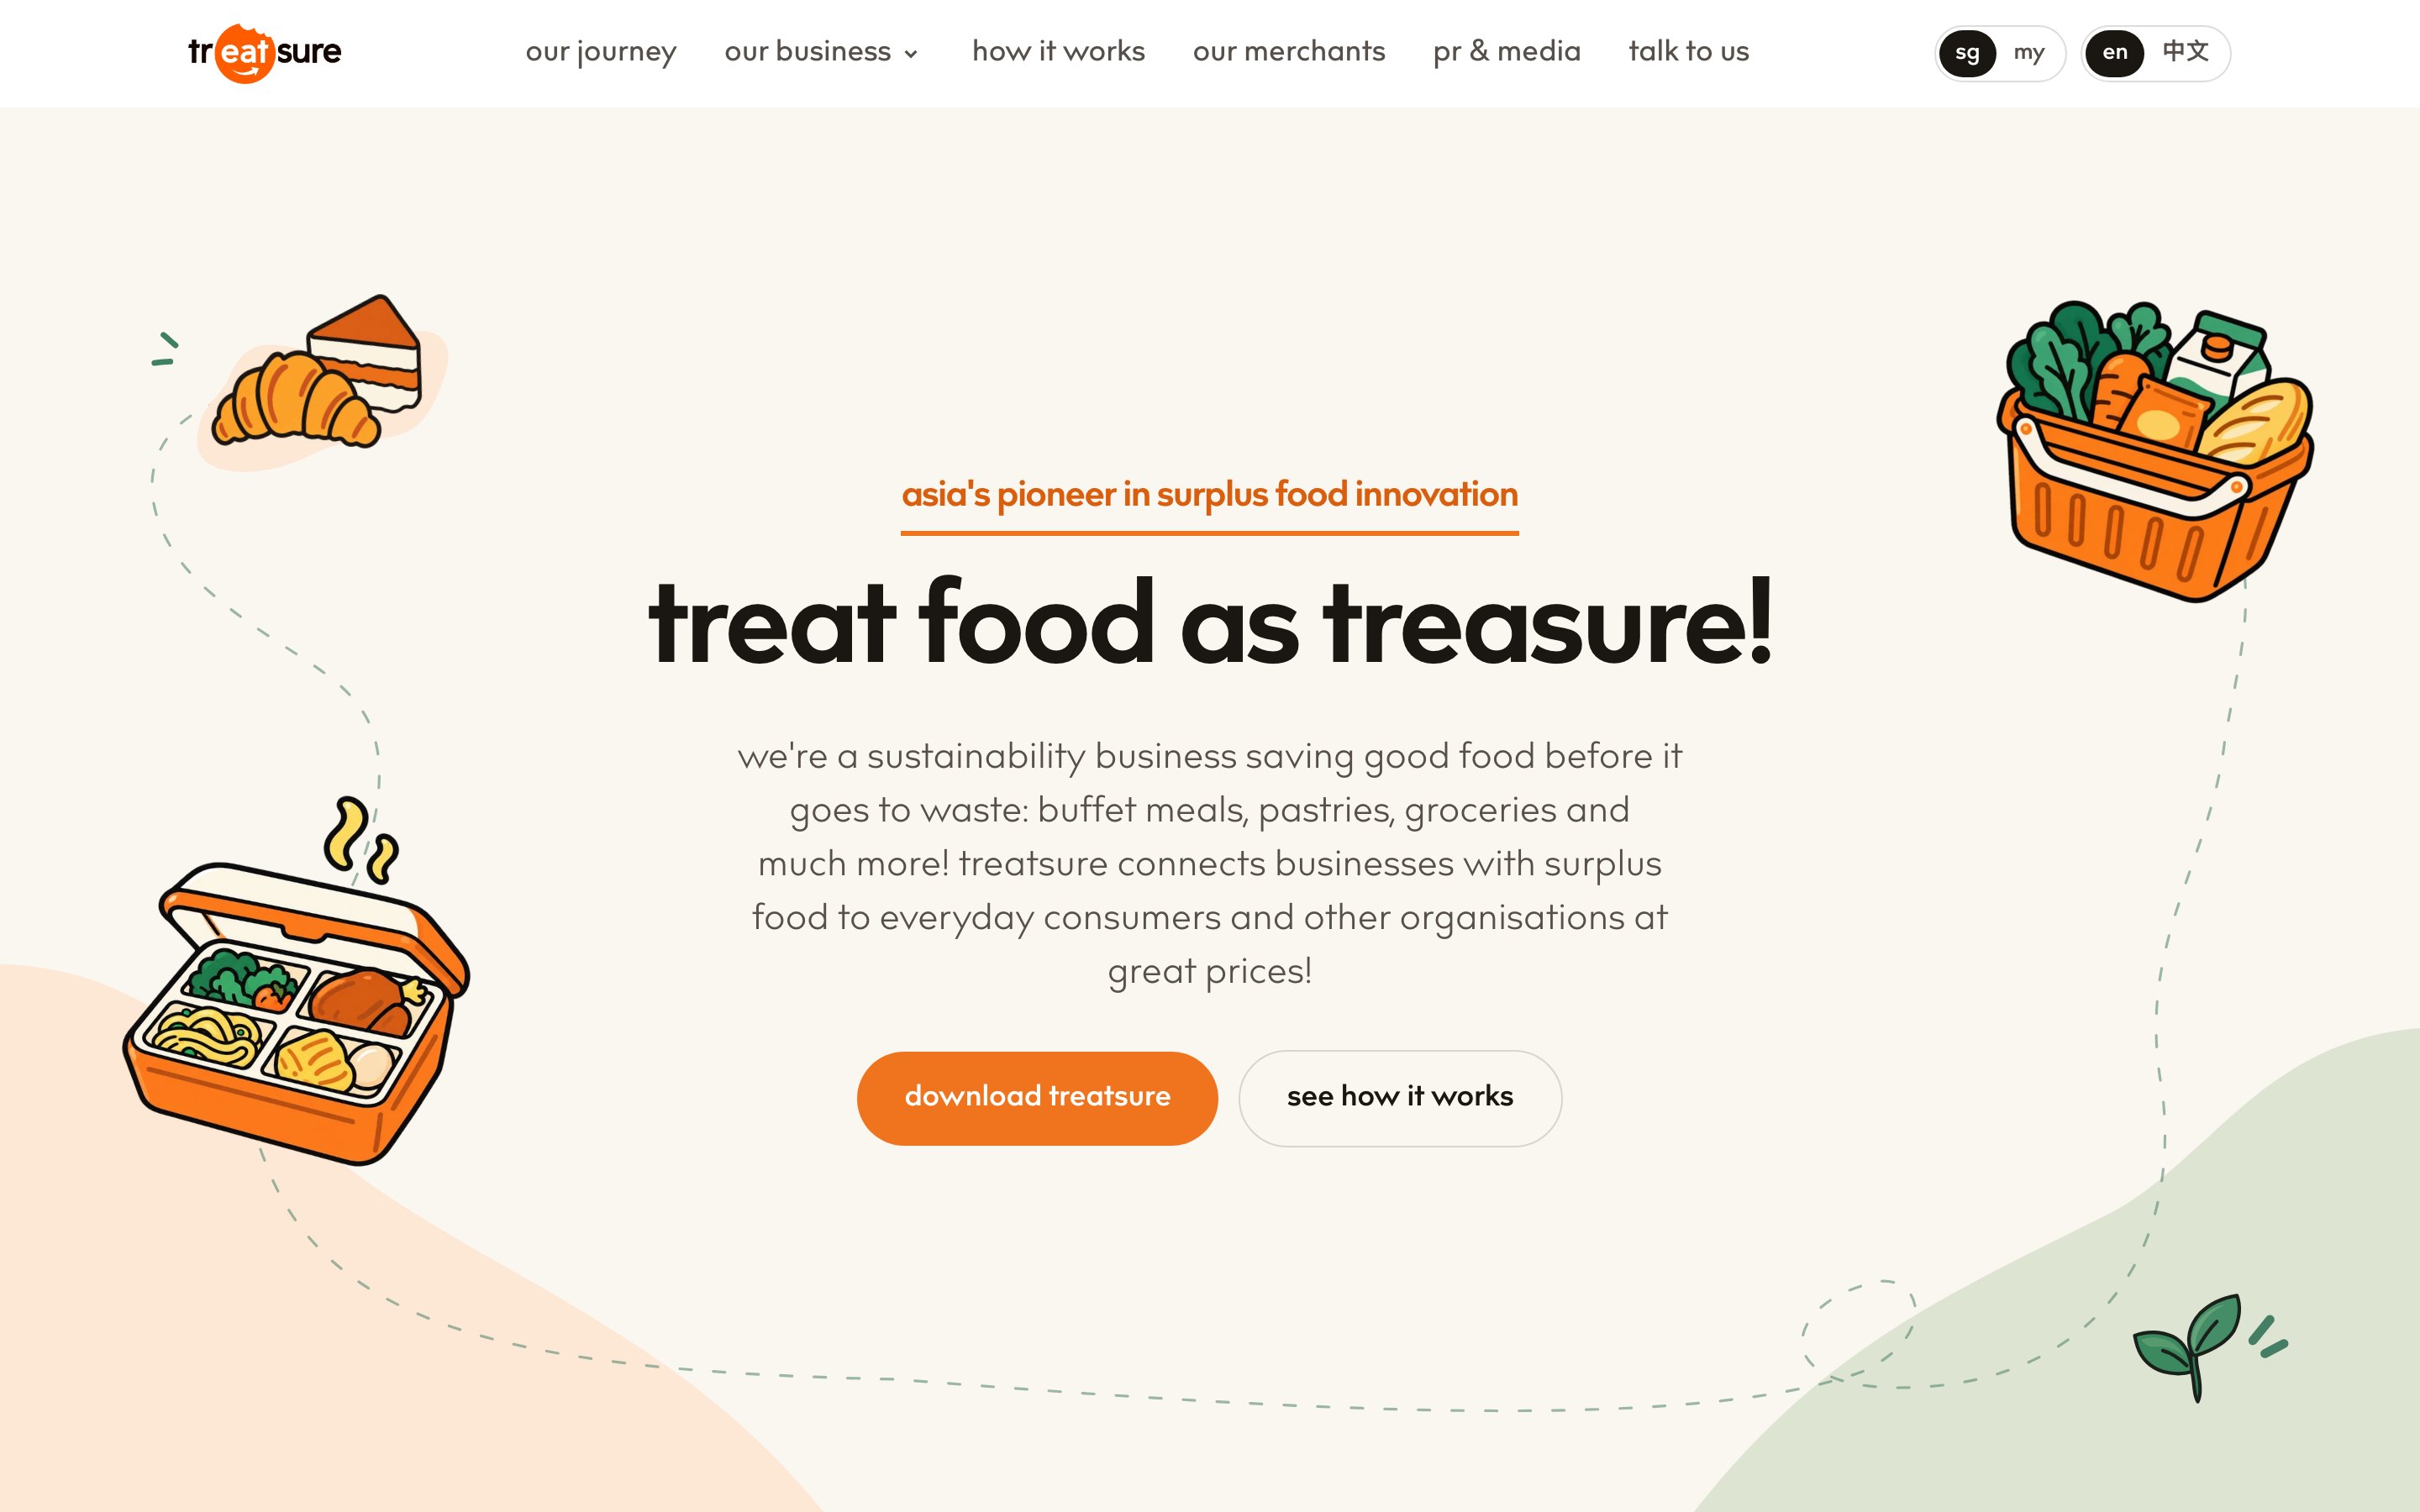 treatsure
our journey
our business
how it works
our merchants
pr & media
talk to us
sg
my
en
中文
asia's pioneer in surplus food innovation
treat food as treasure!
we're a sustainability business saving good food before it
goes to waste: buffet meals, pastries, groceries and
much more! treatsure connects businesses with surplus
food to everyday consumers and other organisations at
great prices!
download treatsure
see how it works